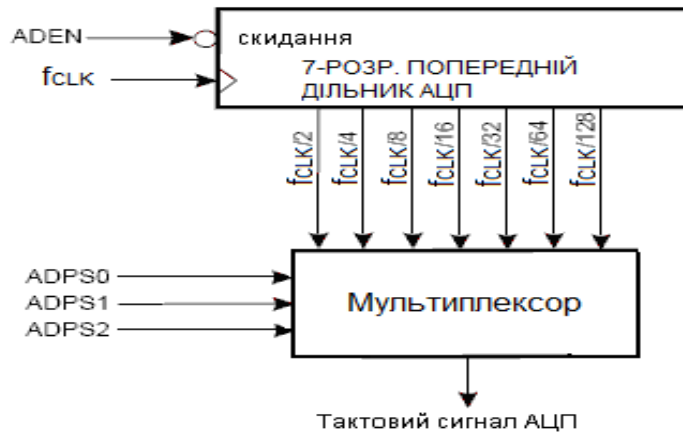 ADEN
скидання
fCLK
7-РОЗР. ПОПЕРЕДНІЙ
ДІЛЬНИК АЦП
fCLK/2
fCLK/4
fCLK/8
fCLK/16
fCLK/32
fCLK/64
fCLK/128
ADPS0
ADPS1
ADPS2
Мультиплексор
Тактовий сигнал АЦП